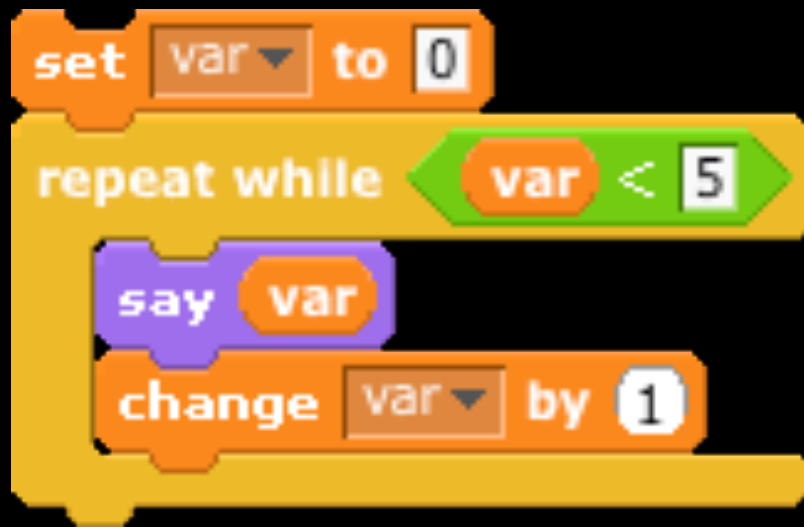 set var to 0
repeat while var < 5
say var
change var by 1